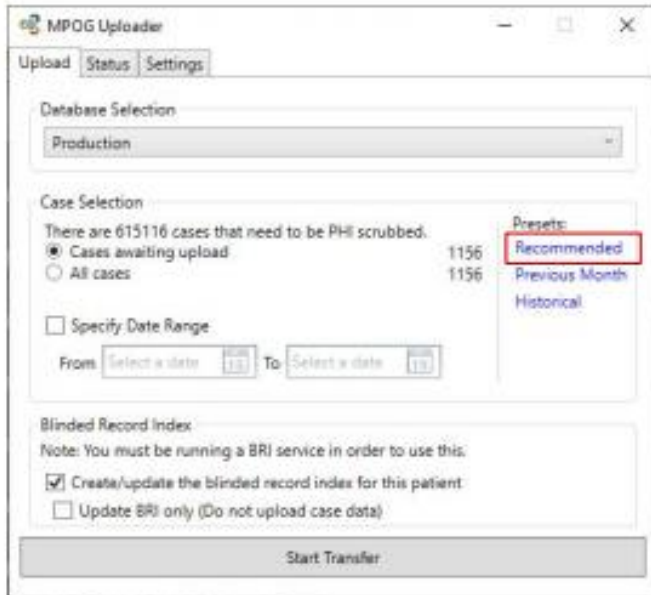 MPOG Uploader
Upload Status Settings
Database Selection
Production
Case Selection
There are 615116 cases that need to be PHI scrubbed.
Cases awaiting upload 1156
All cases 1156
Presets:
Recommended
Previous Month
Historical
Specify Date Range
From Select a date 15 To Select a date 15
Blinded Record Index
Note: You must be running a BRI service in order to use this.
Create/update the blinded record index for this patient
Update BRI only (Do not upload case data)
Start Transfer